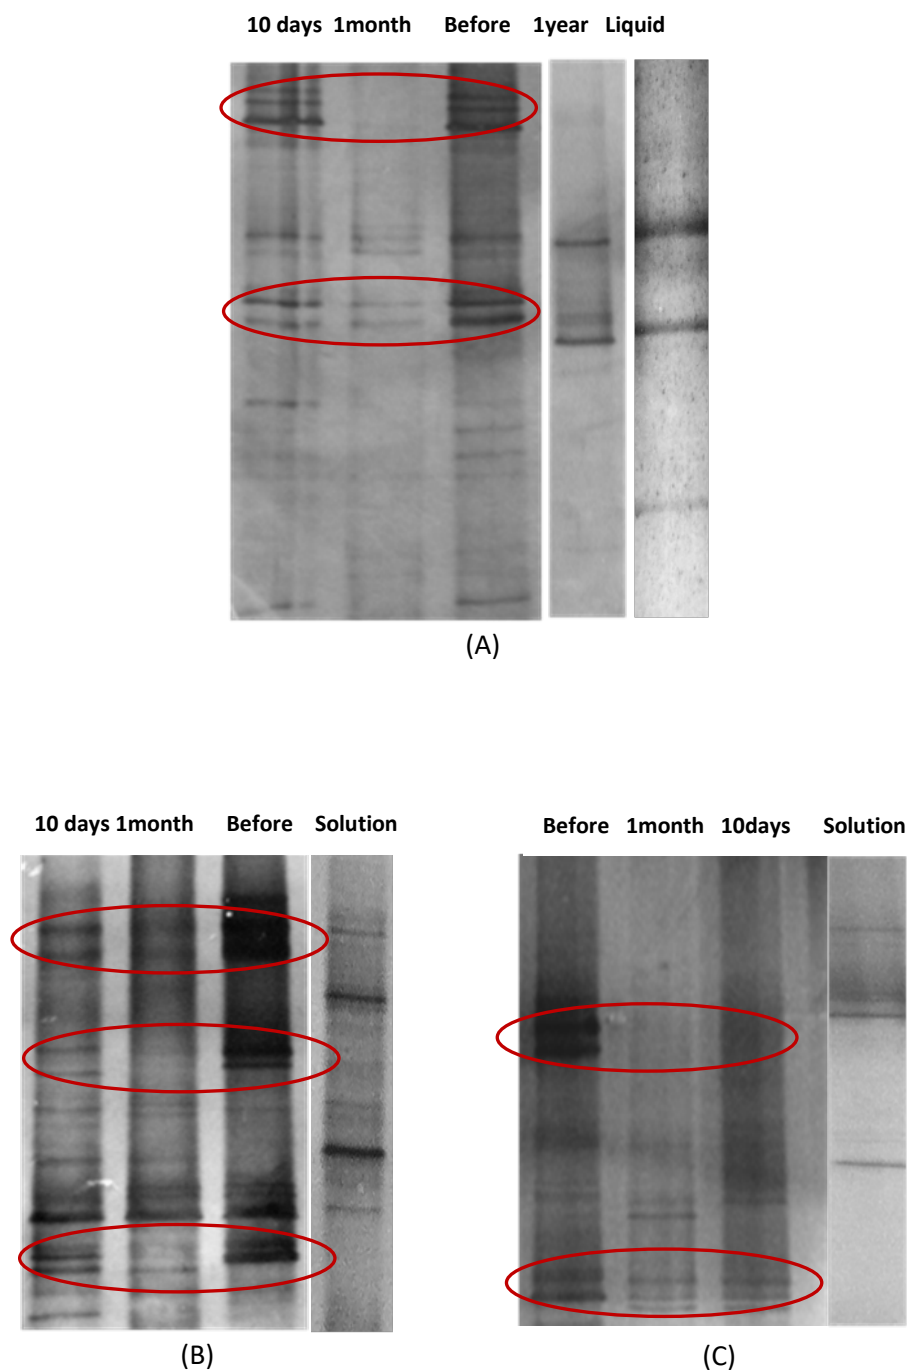 10 days 1month Before 1year Liquid
(A)
10 days 1month Before Solution
Before 1month 10days Solution
(B)
(C)